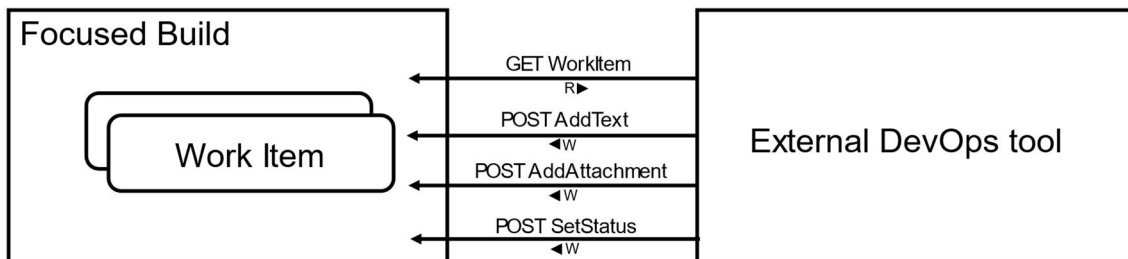 Focused Build
Work Item
GET WorkItem
R▶
POST AddText
◀W
POST AddAttachment
◀W
POST SetStatus
◀W
External DevOps tool